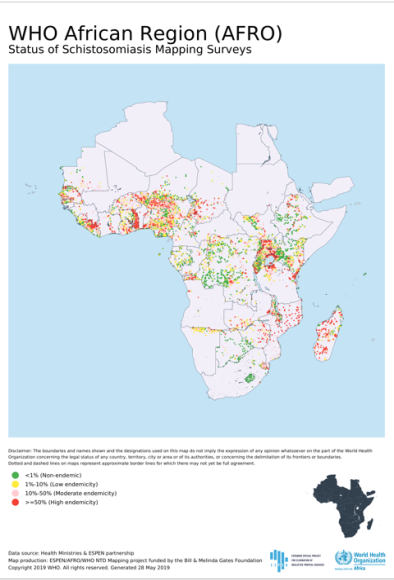 WHO African Region (AFRO)
Status of Schistosomiasis Mapping Surveys
Disclaimer: The boundaries and names shown and the designations used on this map do not imply the expression of any opinion whatsoever on the part of the World Health
Organization concerning the legal status of any country, territory, city or area or of its authorities, or concerning the delimitation of its frontiers or boundaries.
Dotted and dashed lines on maps represent approximate border lines for which there may not yet be full agreement.
<1% (Non-endemic)
1%-10% (Low endemicity)
10%-50% (Moderate endemicity)
>=50% (High endemicity)
Data source: Health Ministries & ESPEN partnership
Map production: ESPEN/AFRO/WHO NTD Mapping project funded by the Bill & Melinda Gates Foundation
Copyright 2019 WHO. All rights reserved. Generated 28 May 2019
World Health
Organization
Africa